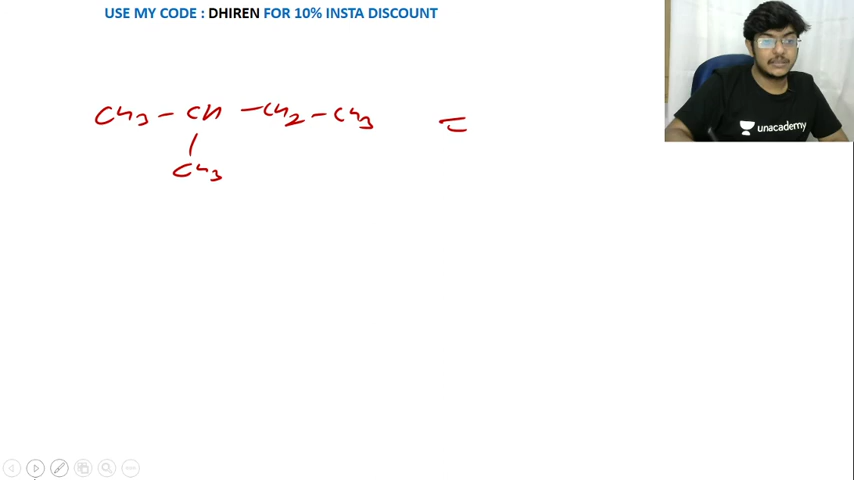 USE MY CODE : DHIREN FOR 10% INSTA DISCOUNT
CH3 - CH - CH2 - CH3 =
|
CH3
unacademy